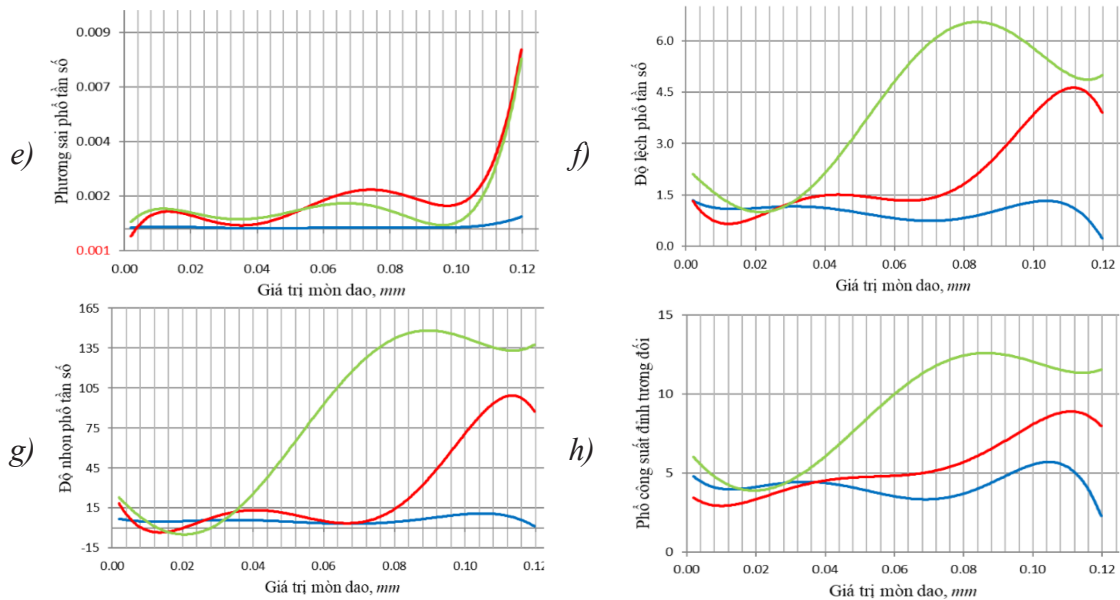 e)
Phương sai phổ tần số
0.009
0.007
0.004
0.002
0.001
0.00 0.02 0.04 0.06 0.08 0.10 0.12
Giá trị mòn dao, mm
f)
Độ lệch phổ tần số
6.0
4.5
3.0
1.5
0.0
0.00 0.02 0.04 0.06 0.08 0.10 0.12
Giá trị mòn dao, mm
g)
Độ nhọn phổ tần số
165
135
105
75
45
15
-15
0.00 0.02 0.04 0.06 0.08 0.10 0.12
Giá trị mòn dao, mm
h)
Phổ công suất đỉnh tương đối
15
10
5
0
0.00 0.02 0.04 0.06 0.08 0.10 0.12
Giá trị mòn dao, mm